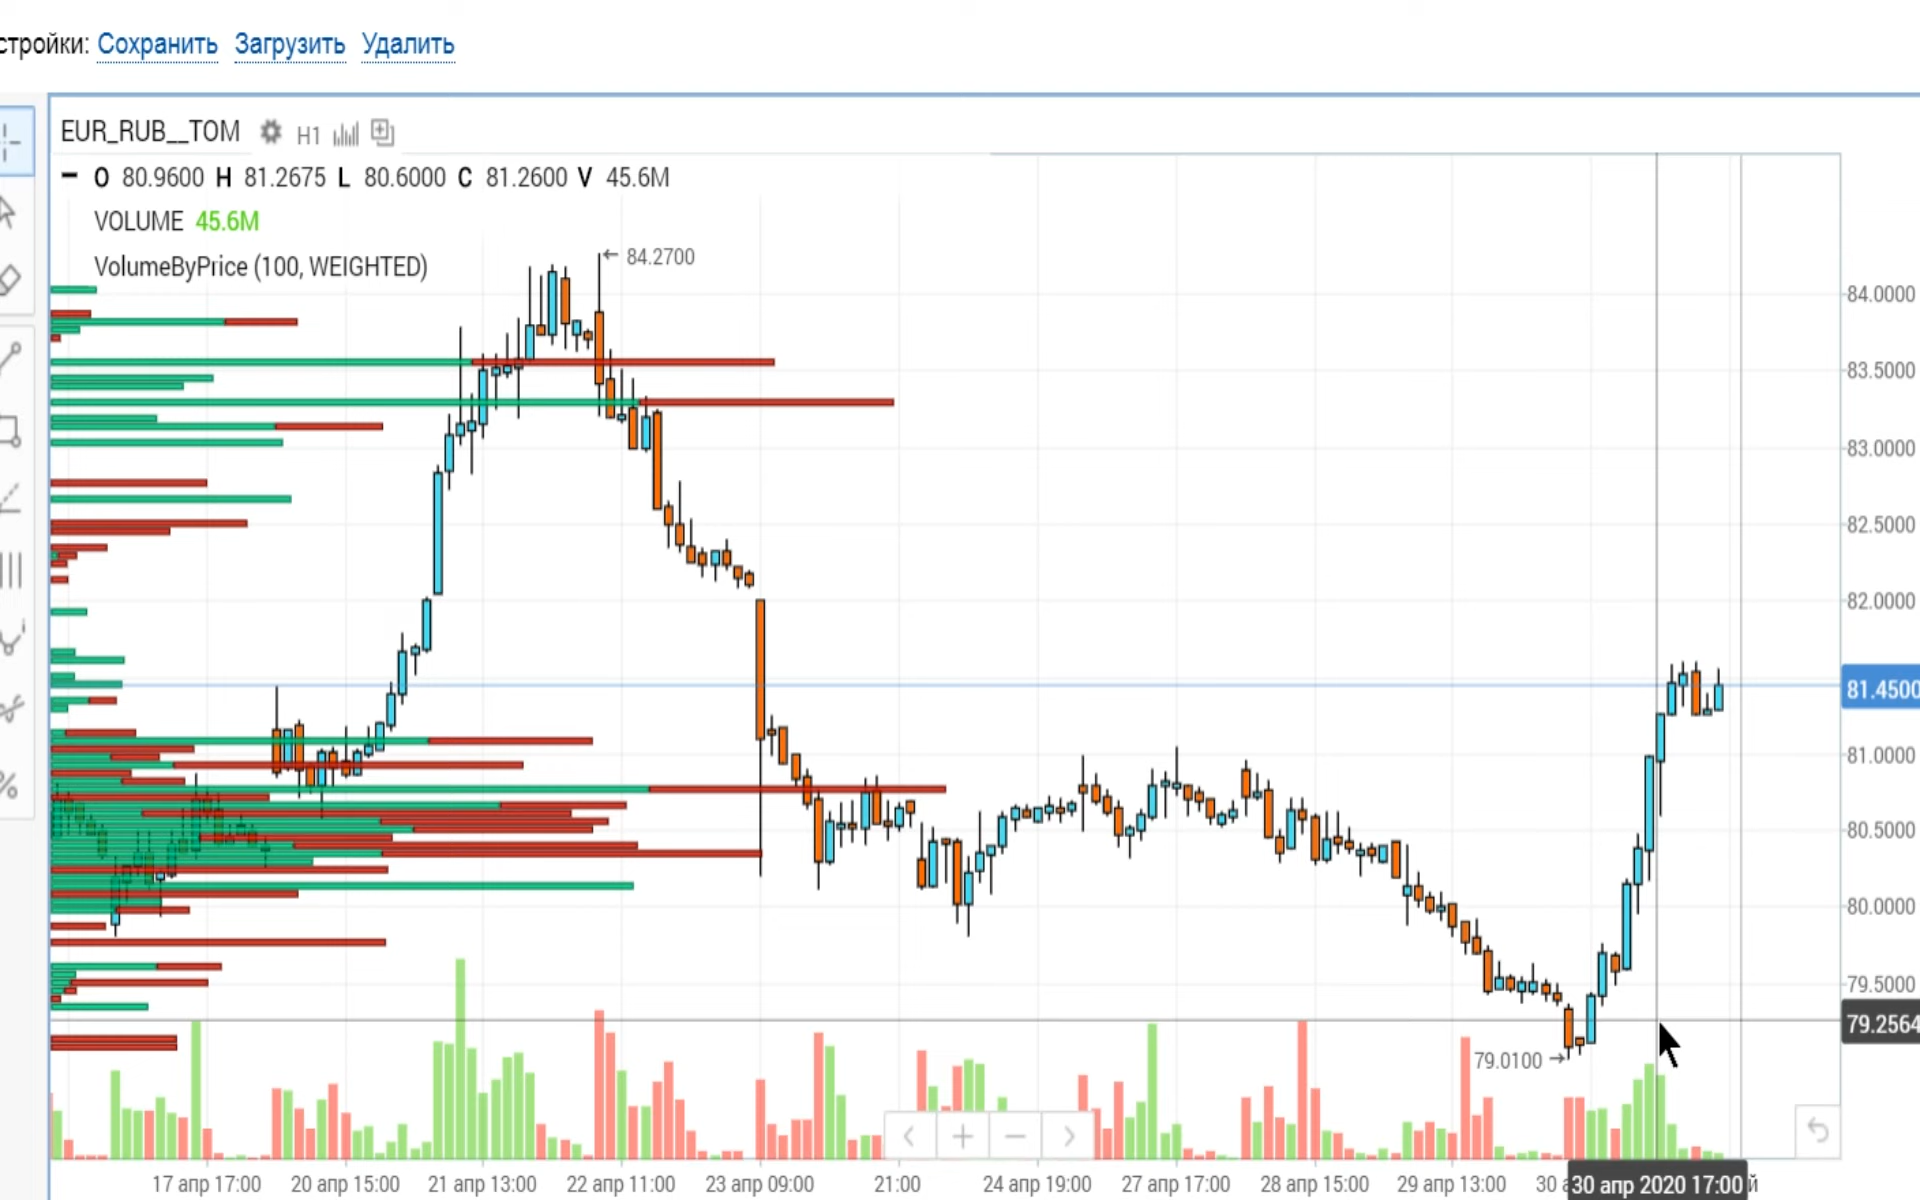 стройки: Сохранить Загрузить Удалить
EUR_RUB__TOM H1
O 80.9600 H 81.2675 L 80.6000 C 81.2600 V 45.6M
VOLUME 45.6M
VolumeByPrice (100, WEIGHTED)
84.2700
84.0000
83.5000
83.0000
82.5000
82.0000
81.4500
81.0000
80.5000
80.0000
79.5000
79.2564
79.0100
17 апр 17:00 20 апр 15:00 21 апр 13:00 22 апр 11:00 23 апр 09:00 21:00 24 апр 19:00 27 апр 17:00 28 апр 15:00 29 апр 13:00 30 30 апр 2020 17:00